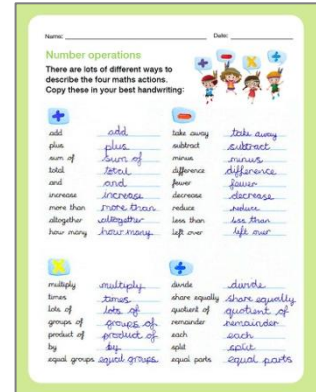 Name:
Date:
Number operations
There are lots of different ways to
describe the four maths actions.
Copy these in your best handwriting:
+ - × ÷
+
add add
plus plus
sum of sum of
total total
and and
increase increase
more than more than
altogether altogether
how many how many
-
take away take away
subtract subtract
minus minus
difference difference
fewer fewer
decrease decrease
reduce reduce
less than less than
left over left over
×
multiply multiply
times times
lots of lots of
groups of groups of
product of product of
by by
equal groups equal groups
÷
divide divide
share equally share equally
quotient of quotient of
remainder remainder
each each
split split
equal parts equal parts